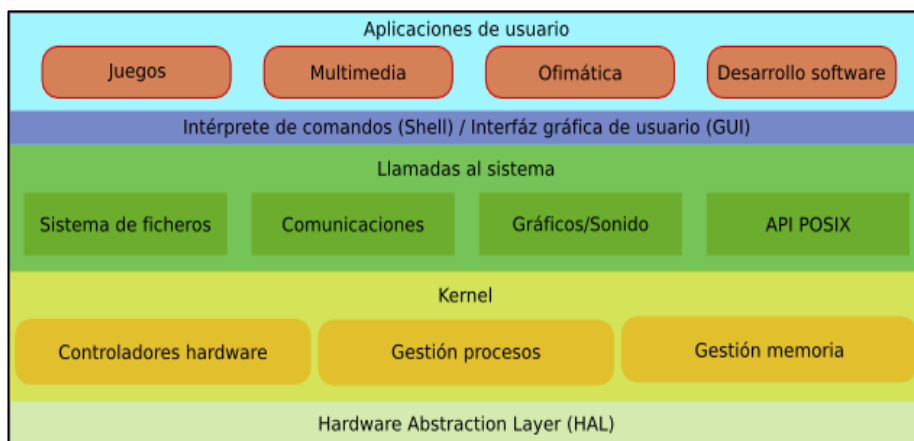 Aplicaciones de usuario
Juegos
Multimedia
Ofimática
Desarrollo software
Intérprete de comandos (Shell) / Interfáz gráfica de usuario (GUI)
Llamadas al sistema
Sistema de ficheros
Comunicaciones
Gráficos/Sonido
API POSIX
Kernel
Controladores hardware
Gestión procesos
Gestión memoria
Hardware Abstraction Layer (HAL)